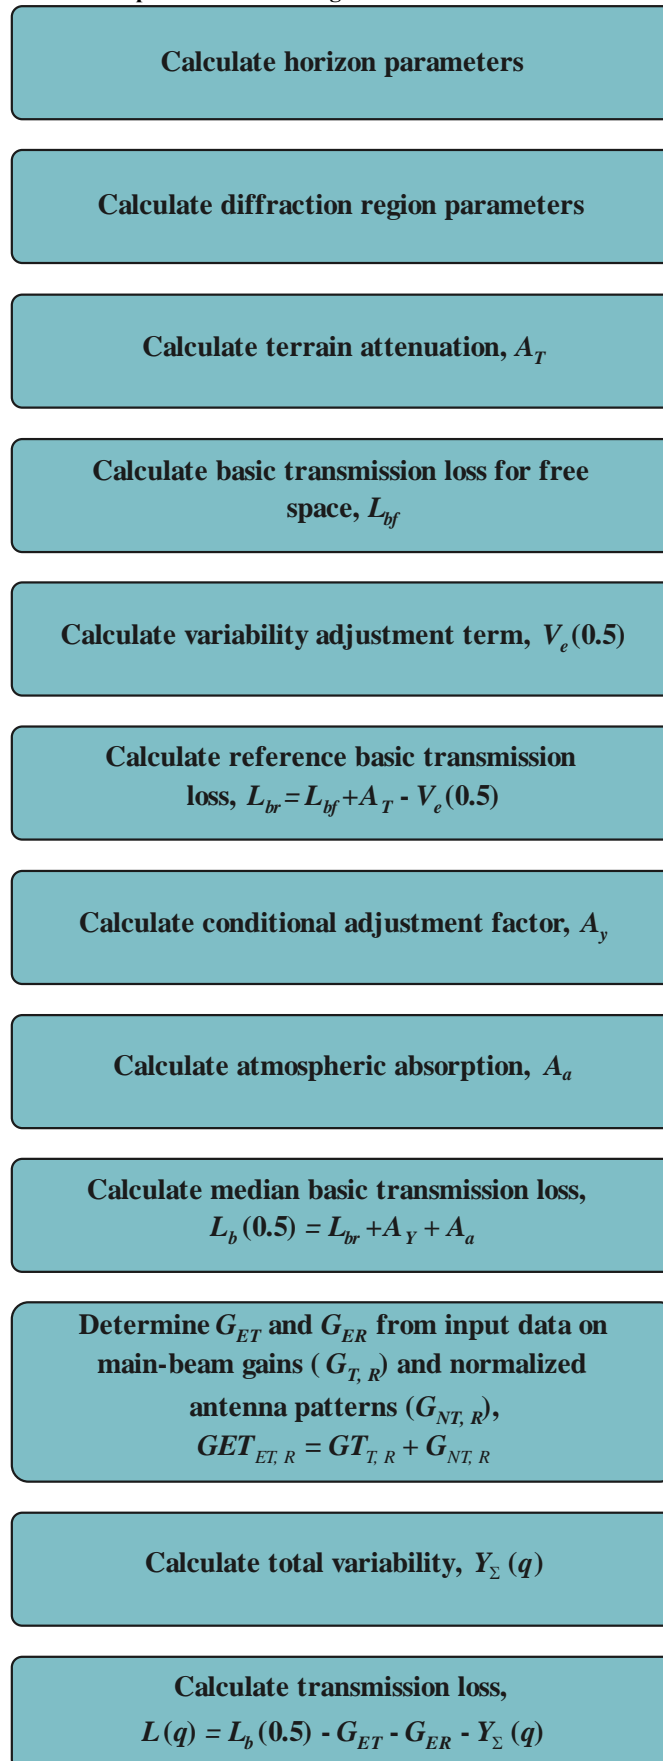 Calculate horizon parameters
Calculate diffraction region parameters
Calculate terrain attenuation, A_T
Calculate basic transmission loss for free
space, L_bf
Calculate variability adjustment term, V_e(0.5)
Calculate reference basic transmission
loss, L_br = L_bf + A_T - V_e(0.5)
Calculate conditional adjustment factor, A_y
Calculate atmospheric absorption, A_a
Calculate median basic transmission loss,
L_b(0.5) = L_br + A_Y + A_a
Determine G_ET and G_ER from input data on
main-beam gains (G_T, R) and normalized
antenna patterns (G_NT, R),
GET_ET, R = GT_T, R + G_NT, R
Calculate total variability, Y_Σ (q)
Calculate transmission loss,
L(q) = L_b(0.5) - G_ET - G_ER - Y_Σ (q)